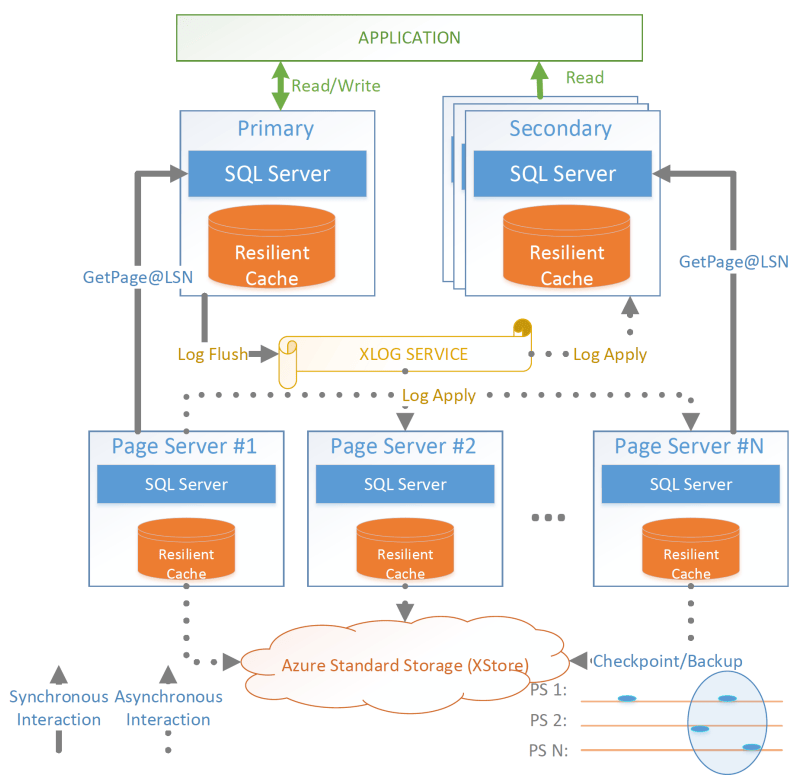 APPLICATION
Read/Write
Read
Primary
Secondary
SQL Server
SQL Server
Resilient
Cache
Resilient
Cache
GetPage@LSN
GetPage@LSN
Log Flush
XLOG SERVICE
Log Apply
Log Apply
Page Server #1
Page Server #2
Page Server #N
SQL Server
SQL Server
SQL Server
Resilient
Cache
Resilient
Cache
Resilient
Cache
Azure Standard Storage (XStore)
Checkpoint/Backup
Synchronous
Interaction
Asynchronous
Interaction
PS 1:
PS 2:
PS N: